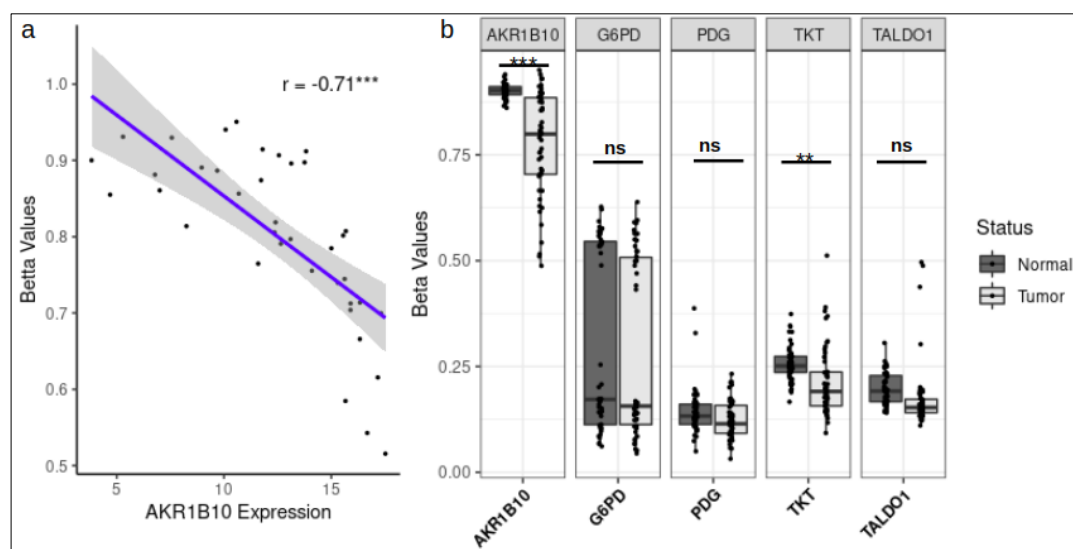 a
r = -0.71***
Betta Values
1.0
0.9
0.8
0.7
0.6
0.5
5
10
15
AKR1B10 Expression
b
AKR1B10
G6PD
PDG
TKT
TALDO1
***
ns
ns
**
ns
Beta Values
0.75
0.50
0.25
0.00
AKR1B10
G6PD
PDG
TKT
TALDO1
Status
Normal
Tumor